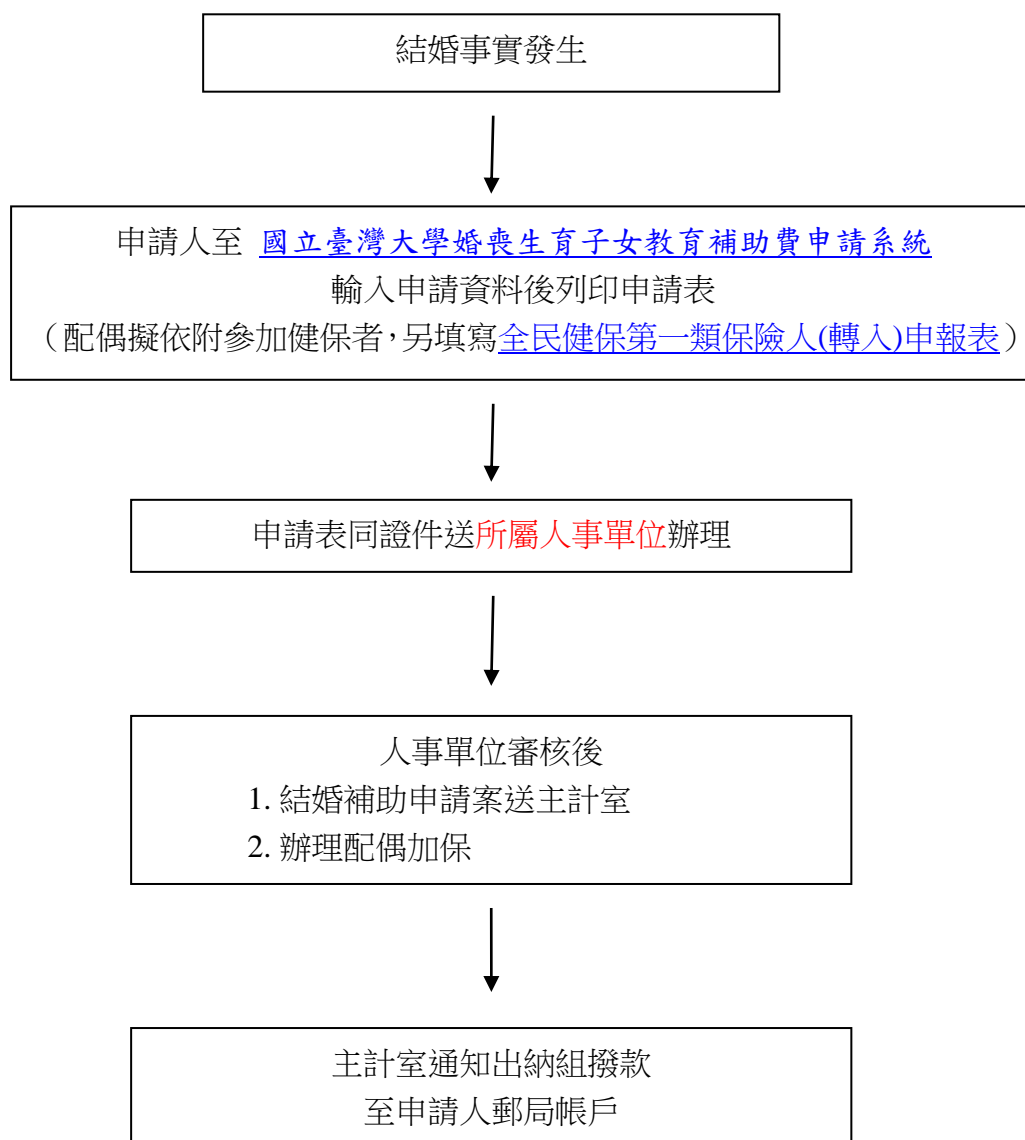 結婚事實發生
申請人至 國立臺灣大學婚喪生育子女教育補助費申請系統
輸入申請資料後列印申請表
（配偶擬依附參加健保者，另填寫全民健保第一類保險人(轉入)申報表）
申請表同證件送所屬人事單位辦理
人事單位審核後
1. 結婚補助申請案送主計室
2. 辦理配偶加保
主計室通知出納組撥款
至申請人郵局帳戶